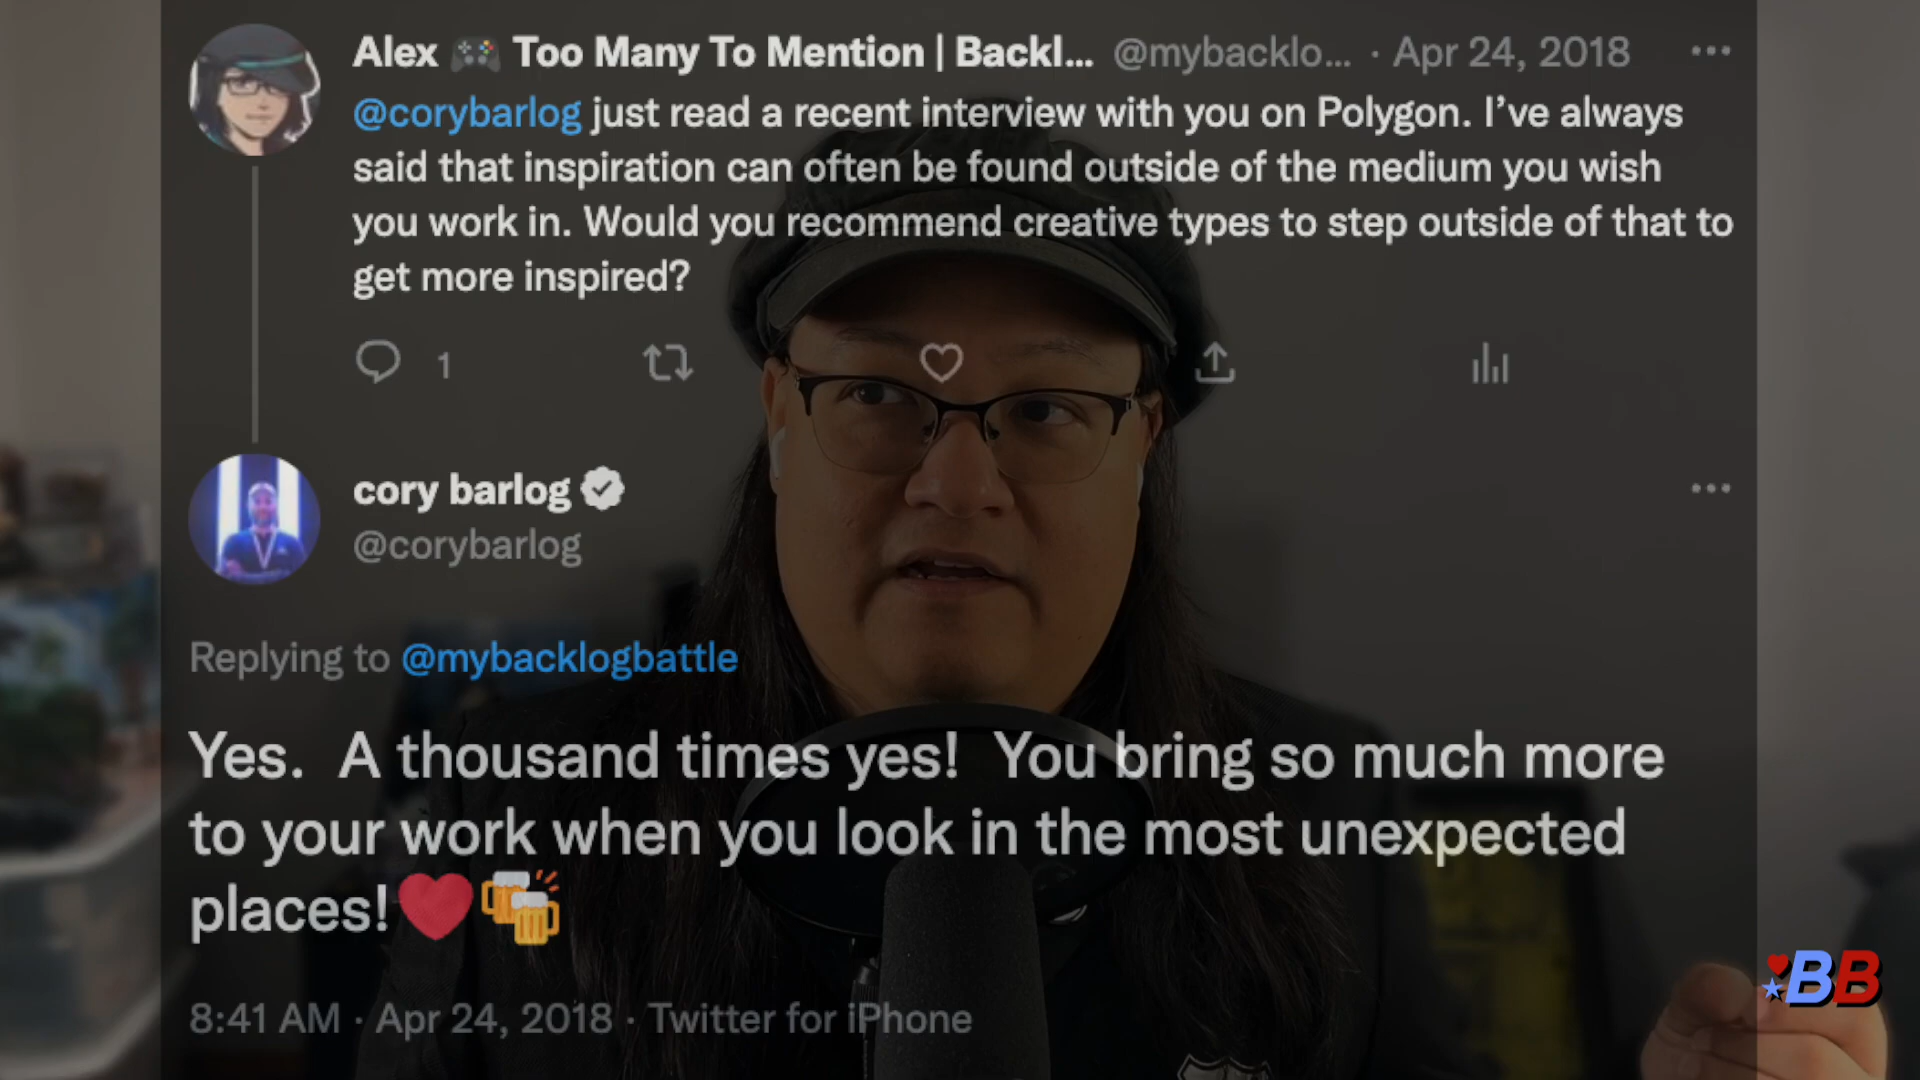 Alex 🎮 Too Many To Mention | Backl... @mybacklo... · Apr 24, 2018
@corybarlog just read a recent interview with you on Polygon. I’ve always
said that inspiration can often be found outside of the medium you wish
you work in. Would you recommend creative types to step outside of that to
get more inspired?
1
cory barlog
@corybarlog
Replying to @mybacklogbattle
Yes.  A thousand times yes!  You bring so much more
to your work when you look in the most unexpected
places!❤️🍻
8:41 AM · Apr 24, 2018 · Twitter for iPhone
BB